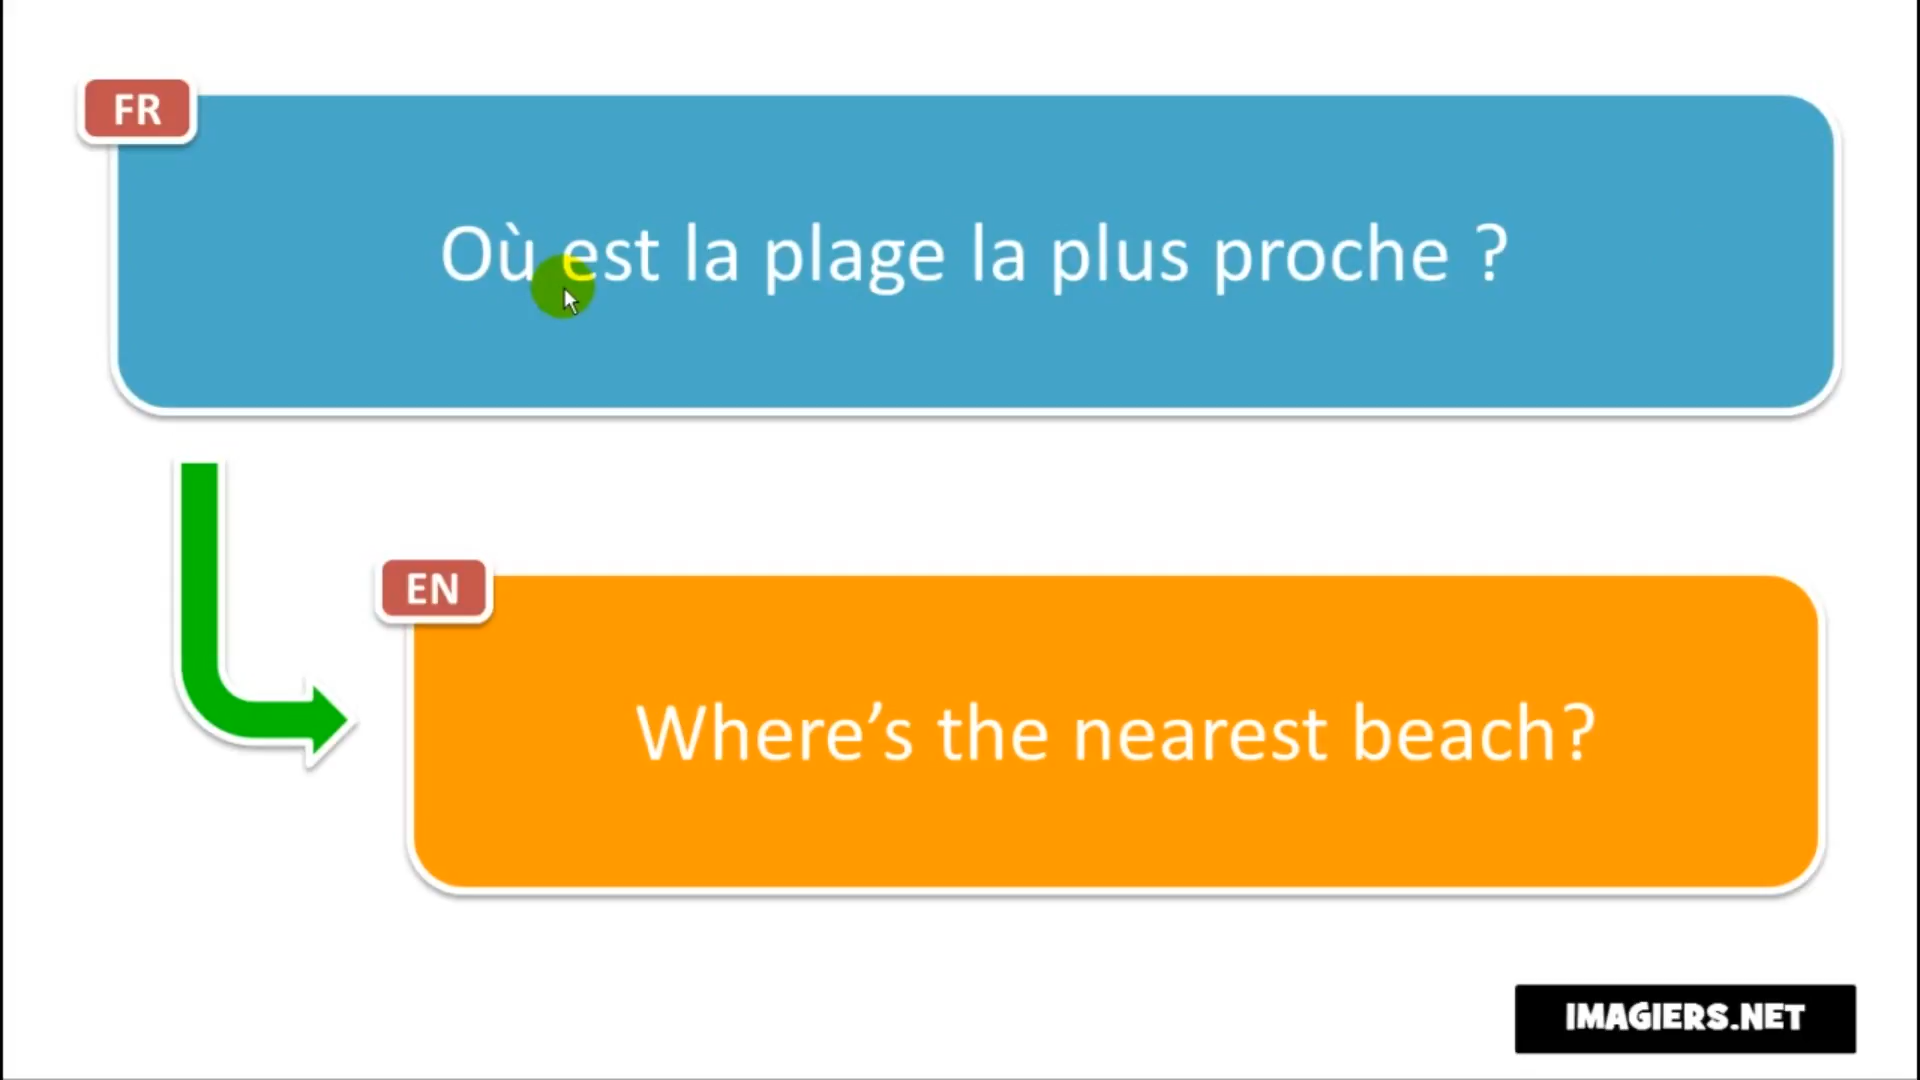 FR
Où est la plage la plus proche ?
EN
Where’s the nearest beach?
IMAGIERS.NET